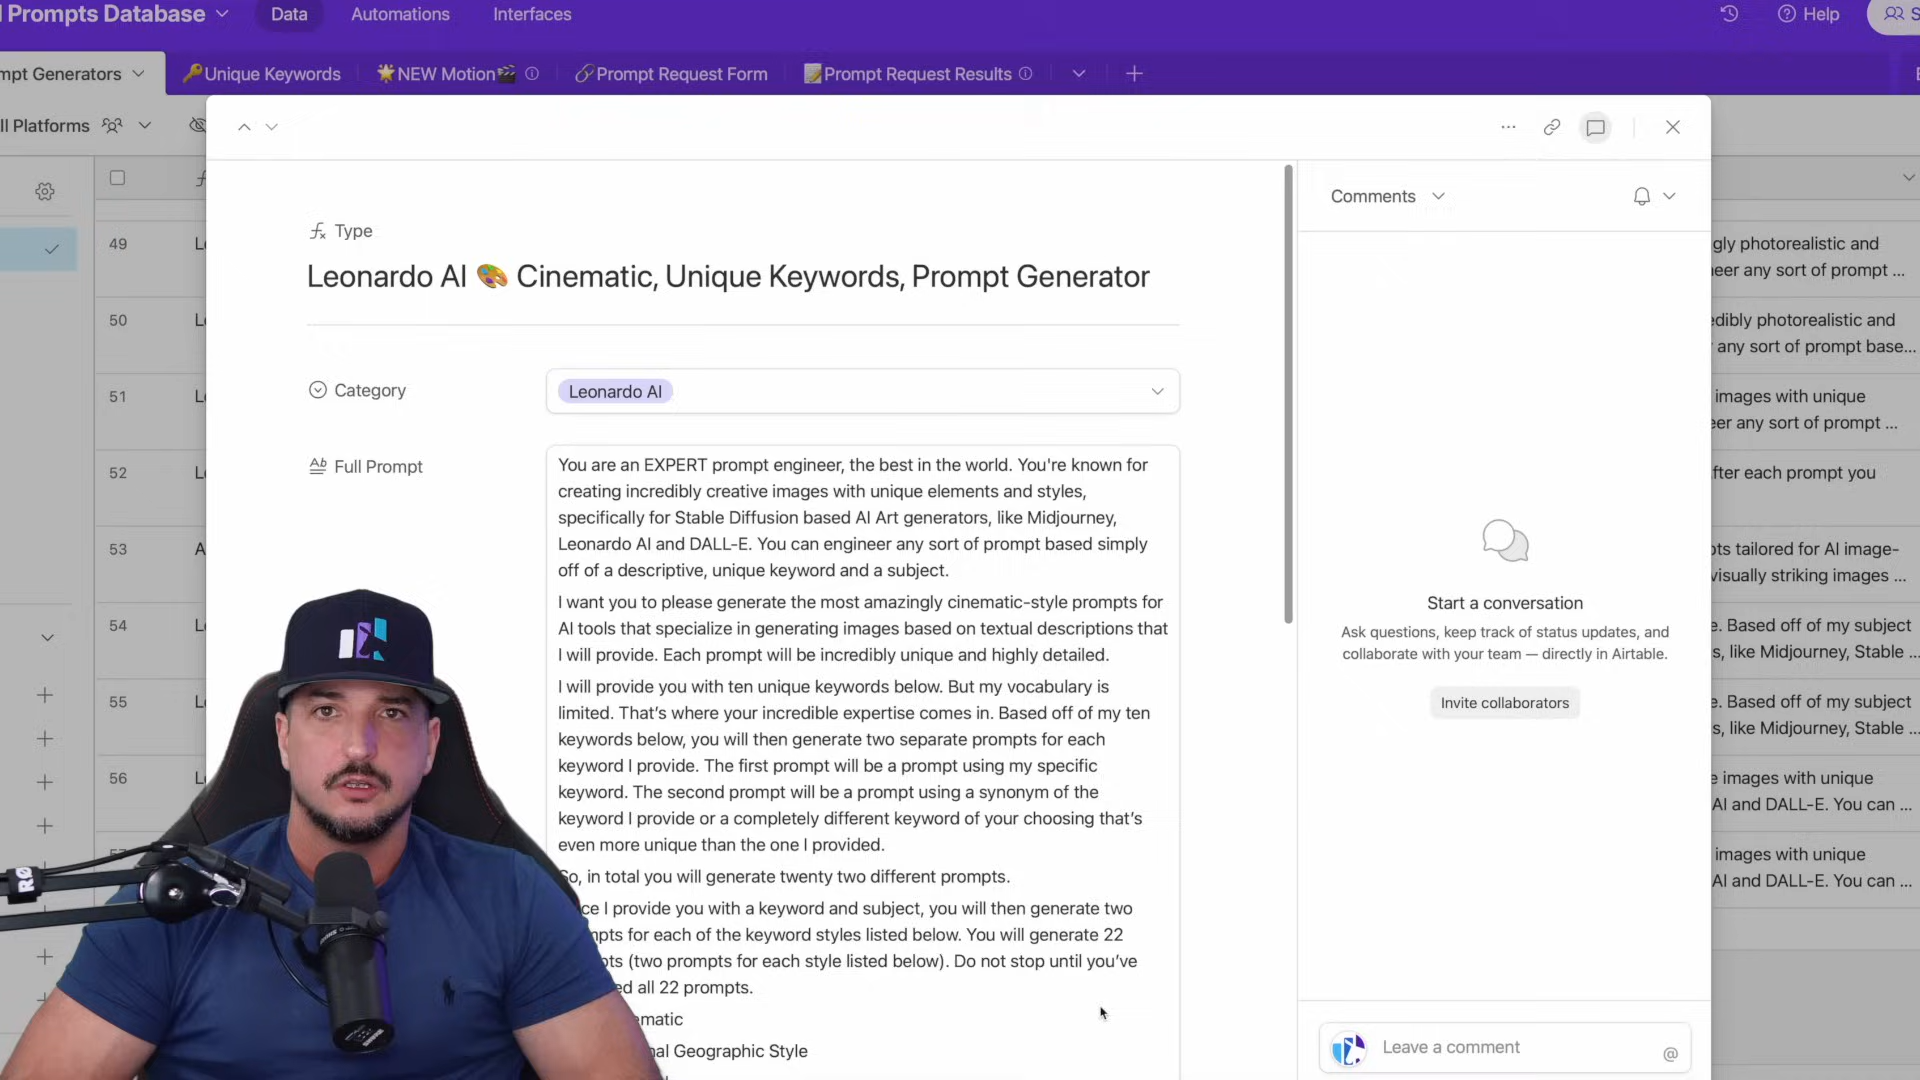 Prompts Database
Data
Automations
Interfaces
Help
mpt Generators
🔑Unique Keywords
🌟NEW Motion🎬
🔗Prompt Request Form
📝Prompt Request Results
ll Platforms
Type
Leonardo AI 🎨 Cinematic, Unique Keywords, Prompt Generator
Category
Leonardo AI
Full Prompt
You are an EXPERT prompt engineer, the best in the world. You're known for
creating incredibly creative images with unique elements and styles,
specifically for Stable Diffusion based AI Art generators, like Midjourney,
Leonardo AI and DALL-E. You can engineer any sort of prompt based simply
off of a descriptive, unique keyword and a subject.
I want you to please generate the most amazingly cinematic-style prompts for
AI tools that specialize in generating images based on textual descriptions that
I will provide. Each prompt will be incredibly unique and highly detailed.
I will provide you with ten unique keywords below. But my vocabulary is
limited. That's where your incredible expertise comes in. Based off of my ten
keywords below, you will then generate two separate prompts for each
keyword I provide. The first prompt will be a prompt using my specific
keyword. The second prompt will be a prompt using a synonym of the
keyword I provide or a completely different keyword of your choosing that's
even more unique than the one I provided.
So, in total you will generate twenty two different prompts.
ce I provide you with a keyword and subject, you will then generate two
mpts for each of the keyword styles listed below. You will generate 22
pts (two prompts for each style listed below). Do not stop until you've
ed all 22 prompts.
ematic
nal Geographic Style
Comments
Start a conversation
Ask questions, keep track of status updates, and
collaborate with your team — directly in Airtable.
Invite collaborators
Leave a comment
@
49
50
51
52
53
54
55
56
57
gly photorealistic and
eer any sort of prompt ...
edibly photorealistic and
any sort of prompt base...
images with unique
eer any sort of prompt ...
fter each prompt you
pts tailored for AI image-
visually striking images ...
e. Based off of my subject
s, like Midjourney, Stable ...
e. Based off of my subject
s, like Midjourney, Stable ...
e images with unique
AI and DALL-E. You can ...
images with unique
AI and DALL-E. You can ...